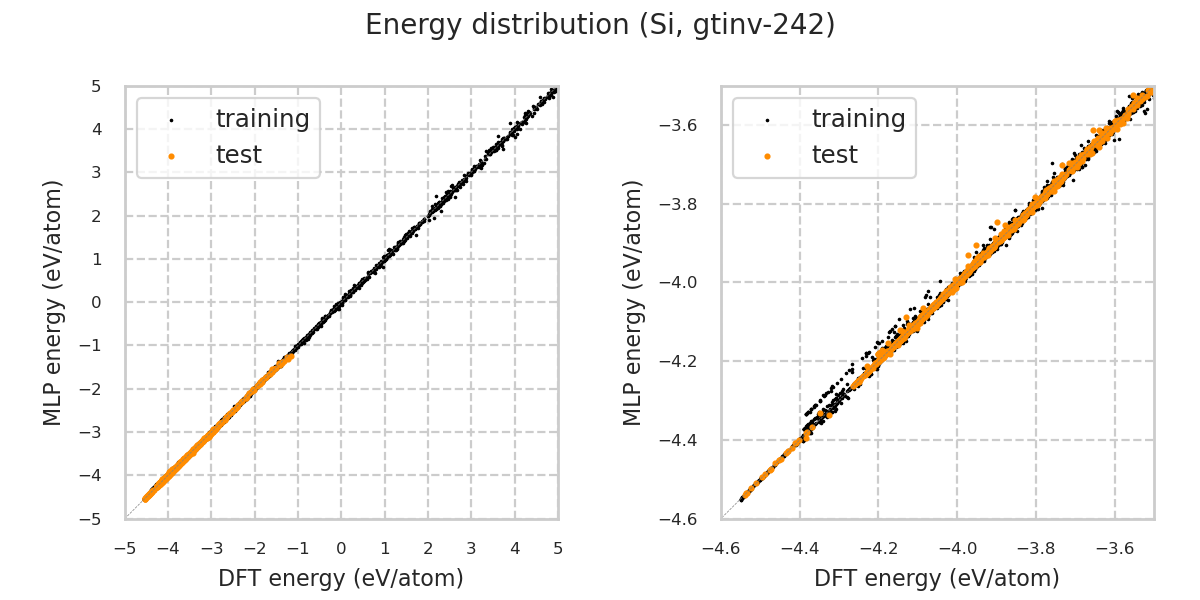 Energy distribution (Si, gtinv-242)
training
test
5
4
3
2
1
0
−1
−2
−3
−4
−5
MLP energy (eV/atom)
−5 −4 −3 −2 −1 0 1 2 3 4 5
DFT energy (eV/atom)
training
test
−3.6
−3.8
−4.0
−4.2
−4.4
−4.6
MLP energy (eV/atom)
−4.6 −4.4 −4.2 −4.0 −3.8 −3.6
DFT energy (eV/atom)